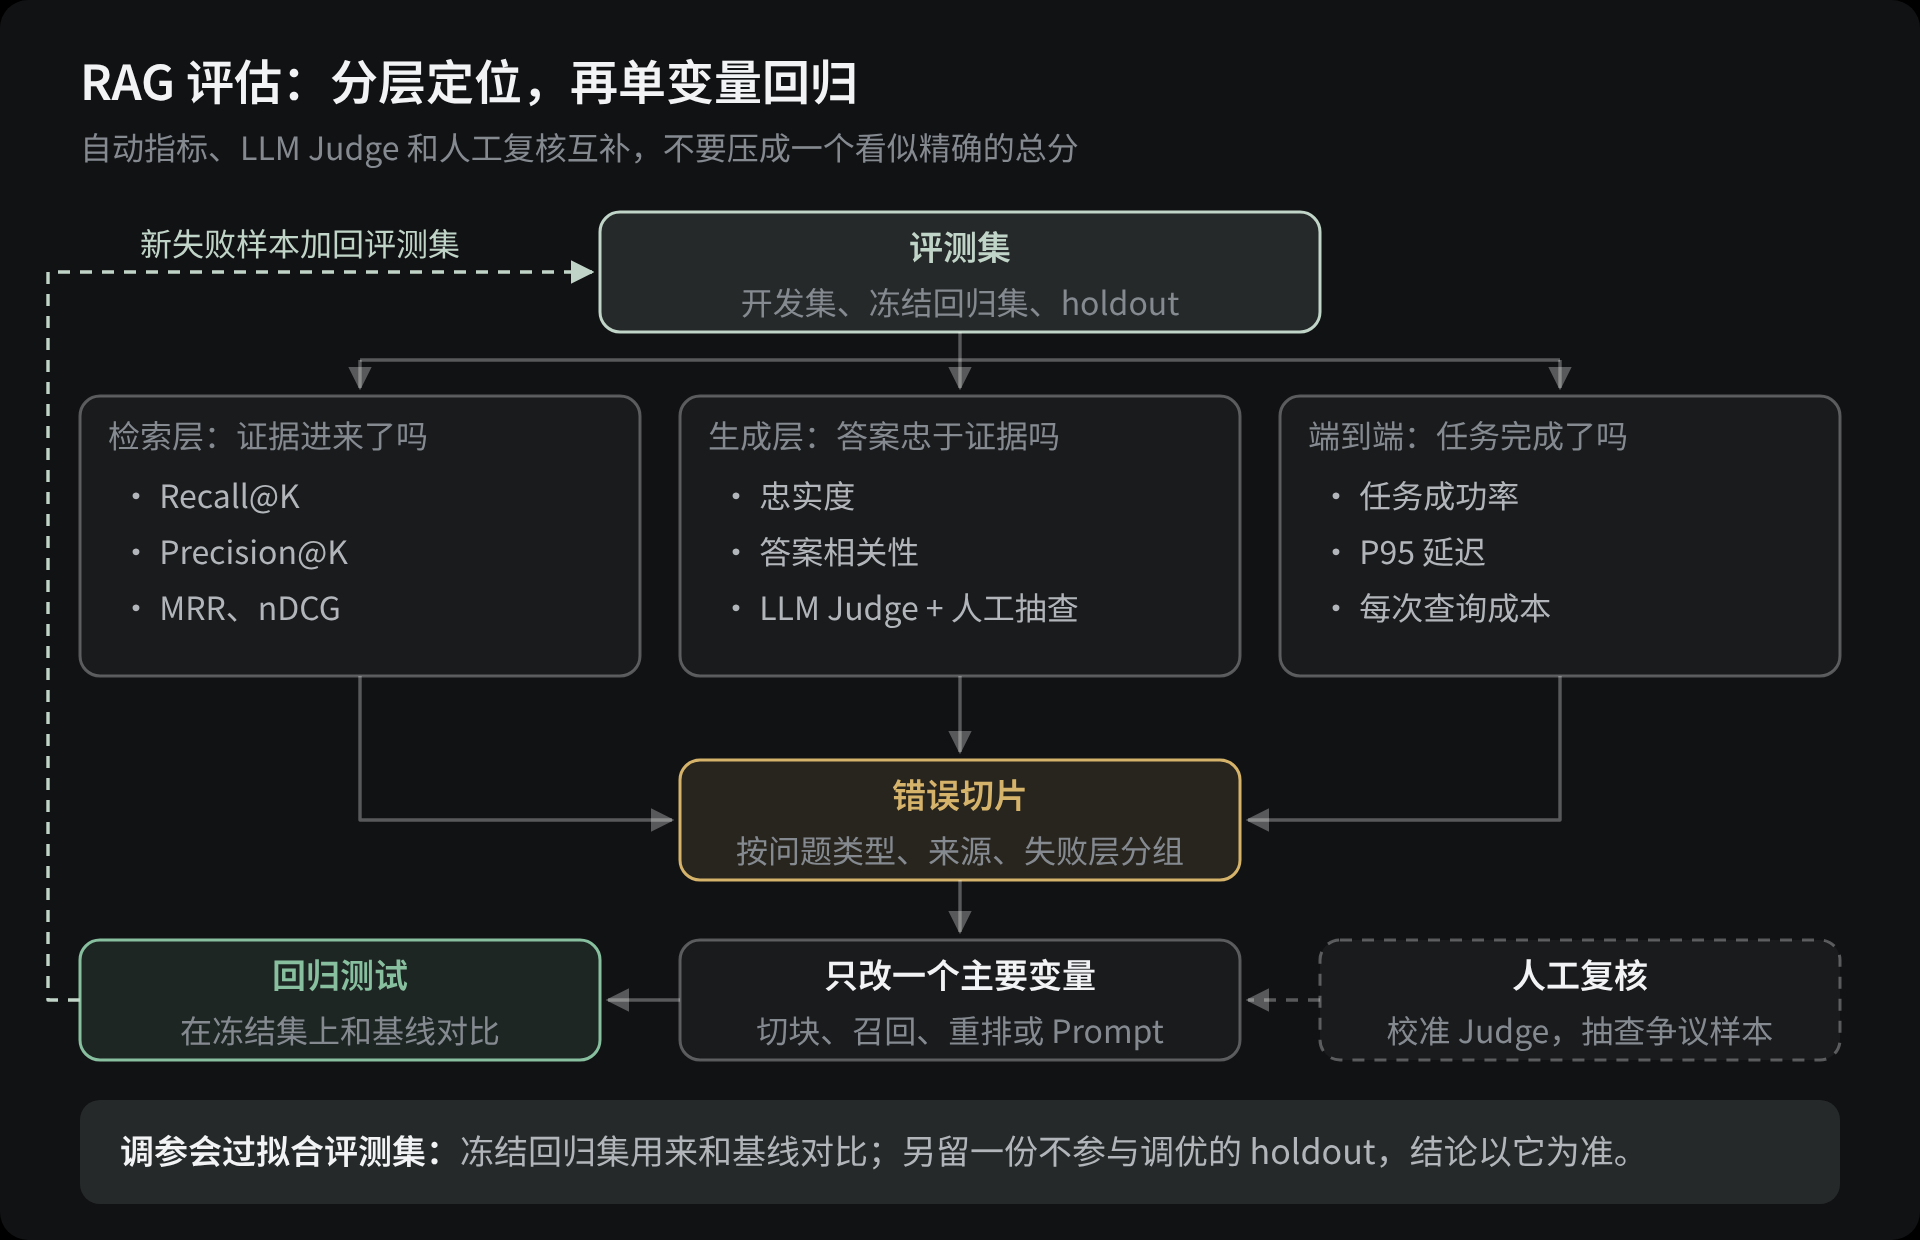 RAG 评估：分层定位，再单变量回归
自动指标、LLM Judge 和人工复核互补，不要压成一个看似精确的总分
新失败样本加回评测集
评测集
开发集、冻结回归集、holdout
检索层：证据进来了吗
• Recall@K
• Precision@K
• MRR、nDCG
生成层：答案忠于证据吗
• 忠实度
• 答案相关性
• LLM Judge + 人工抽查
端到端：任务完成了吗
• 任务成功率
• P95 延迟
• 每次查询成本
错误切片
按问题类型、来源、失败层分组
回归测试
在冻结集上和基线对比
只改一个主要变量
切块、召回、重排或 Prompt
人工复核
校准 Judge，抽查争议样本
调参会过拟合评测集：冻结回归集用来和基线对比；另留一份不参与调优的 holdout，结论以它为准。